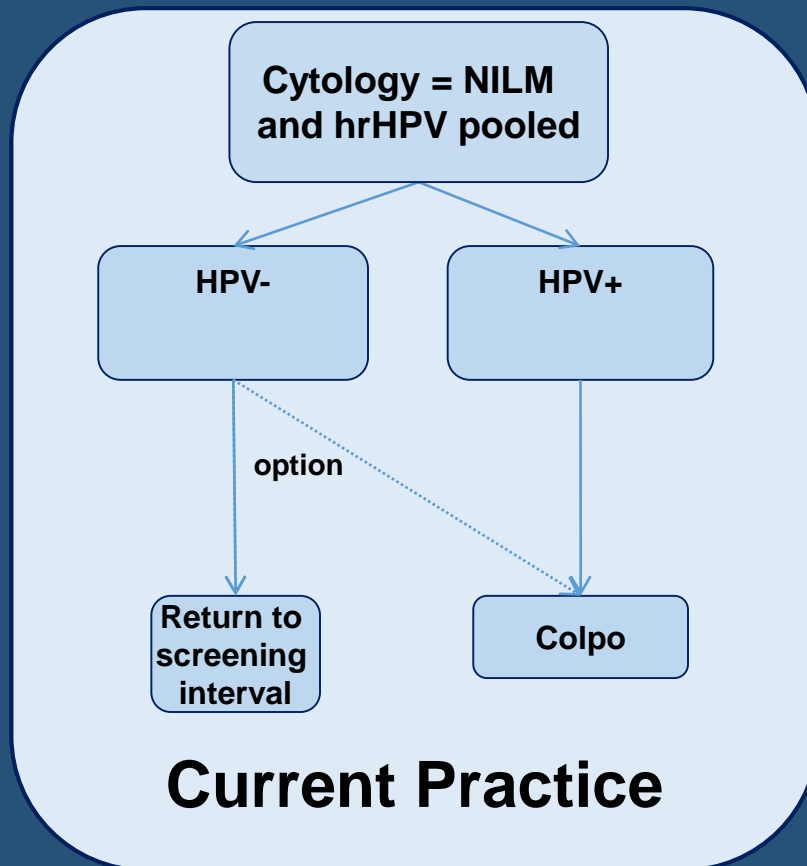 Cytology = NILM
and hrHPV pooled
HPV-
HPV+
option
Return to
screening
interval
Colpo
Current Practice